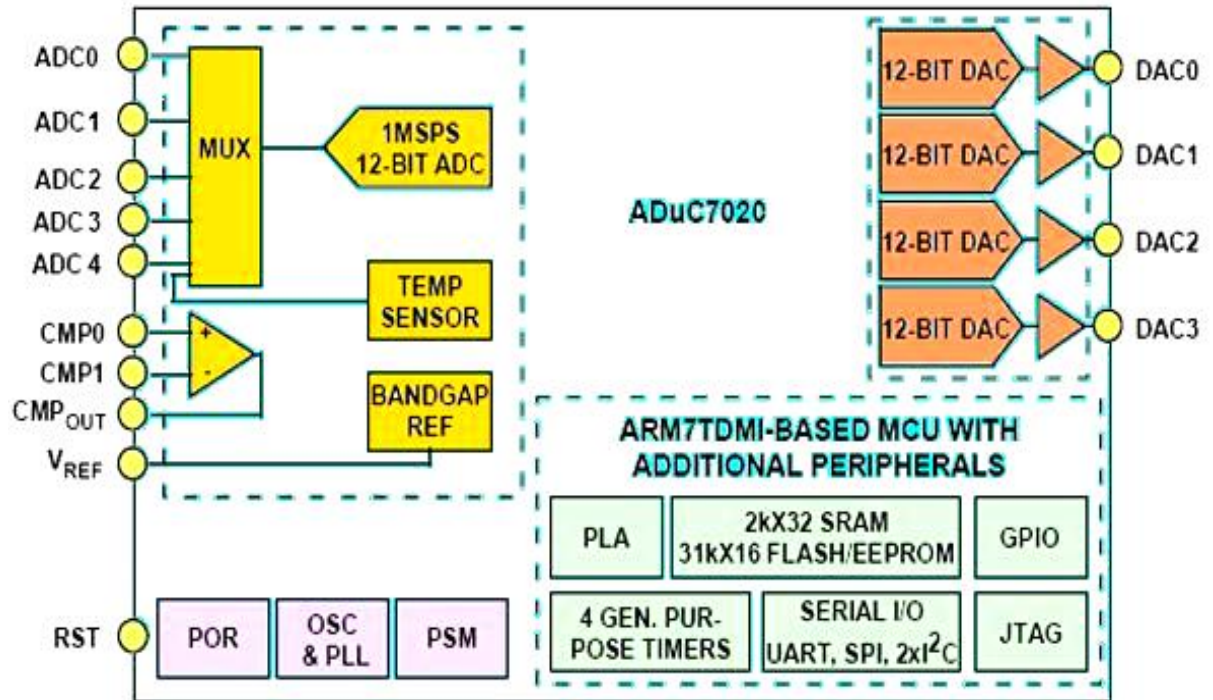 ADC0
ADC1
ADC2
ADC3
ADC4
CMP0
CMP1
CMPOUT
VREF
RST
MUX
+
-
1MSPS
12-BIT ADC
TEMP
SENSOR
BANDGAP
REF
POR
OSC
& PLL
PSM
ADuC7020
12-BIT DAC
12-BIT DAC
12-BIT DAC
12-BIT DAC
DAC0
DAC1
DAC2
DAC3
ARM7TDMI-BASED MCU WITH
ADDITIONAL PERIPHERALS
PLA
2kX32 SRAM
31kX16 FLASH/EEPROM
GPIO
4 GEN. PUR-
POSE TIMERS
SERIAL I/O
UART, SPI, 2xI²C
JTAG